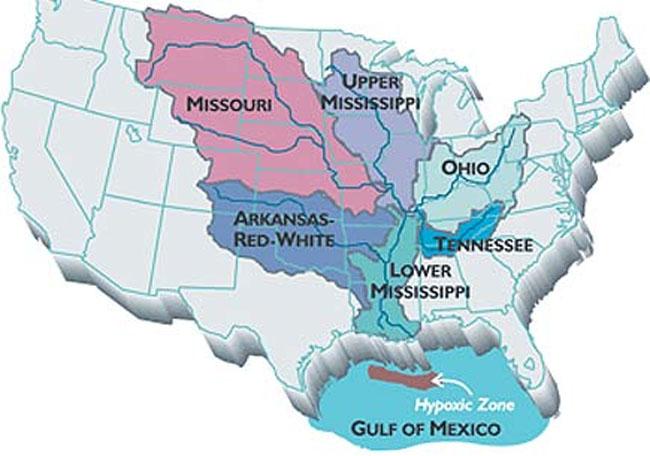 MISSOURI
UPPER
MISSISSIPPI
OHIO
ARKANSAS-
RED-WHITE
TENNESSEE
LOWER
MISSISSIPPI
Hypoxic Zone
GULF OF MEXICO